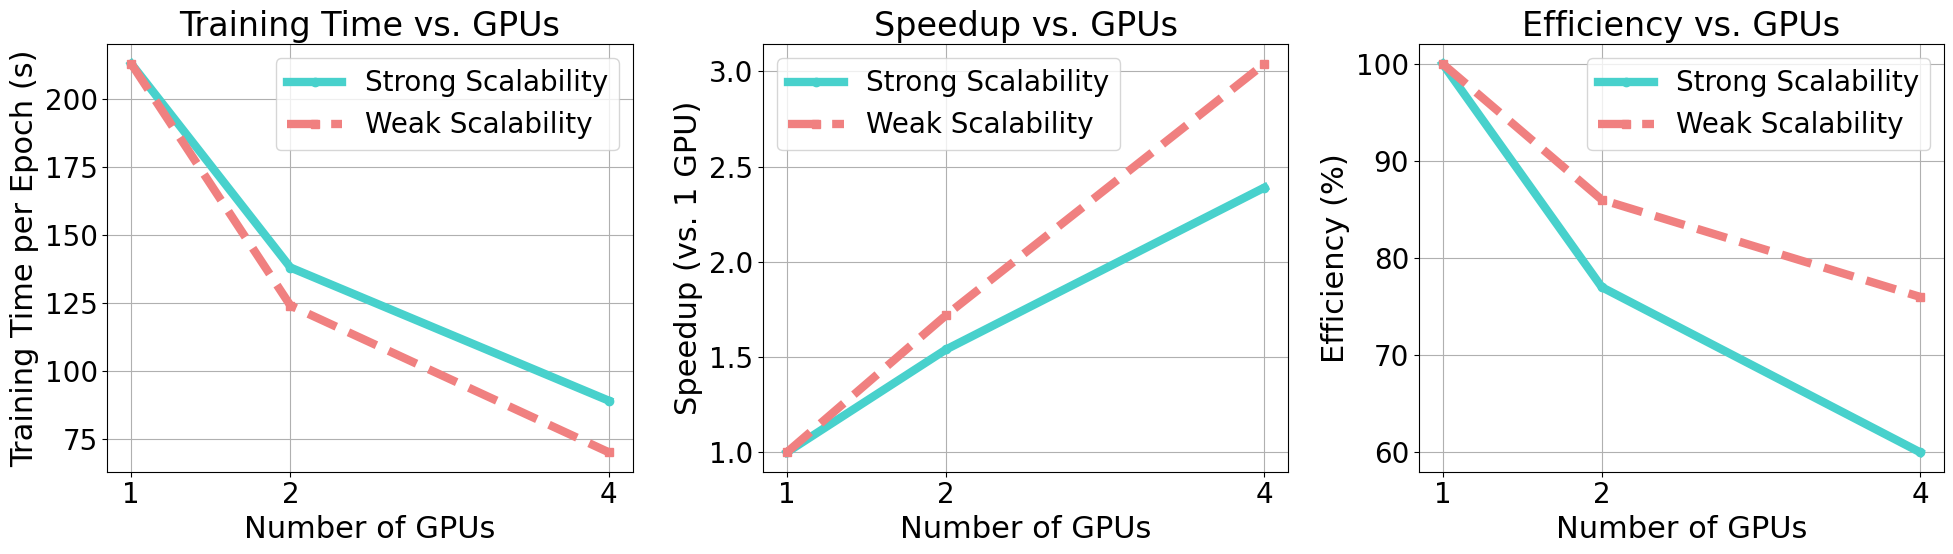 Training Time vs. GPUs
Training Time per Epoch (s)
200
175
150
125
100
75
Strong Scalability
Weak Scalability
1 2 4
Number of GPUs
Speedup vs. GPUs
Speedup (vs. 1 GPU)
3.0
2.5
2.0
1.5
1.0
Strong Scalability
Weak Scalability
1 2 4
Number of GPUs
Efficiency vs. GPUs
Efficiency (%)
100
90
80
70
60
Strong Scalability
Weak Scalability
1 2 4
Number of GPUs